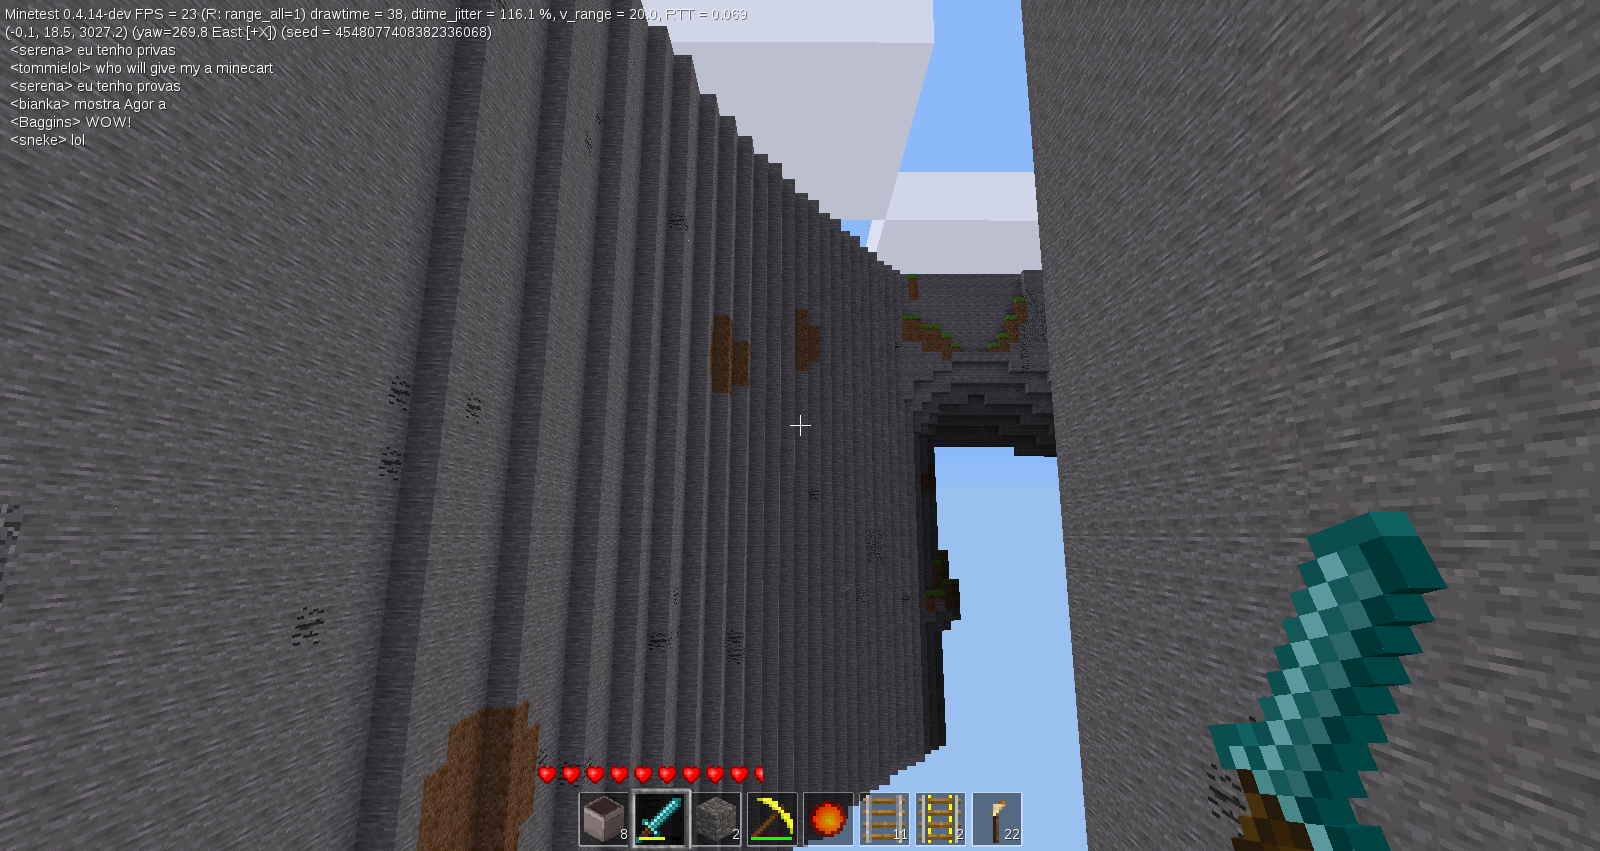 Minetest 0.4.14-dev FPS = 23 (R: range_all=1) drawtime = 38, dtime_jitter = 116.1 %, v_range = 20.0, RTT = 0.069
(-0.1, 18.5, 3027.2) (yaw=269.8 East [+X]) (seed = 4548077408382336068)
<serena> eu tenho privas
<tommielol> who will give my a minecart
<serena> eu tenho provas
<bianka> mostra Agor a
<Baggins> WOW!
<sneke> lol
8 2 11 2 22